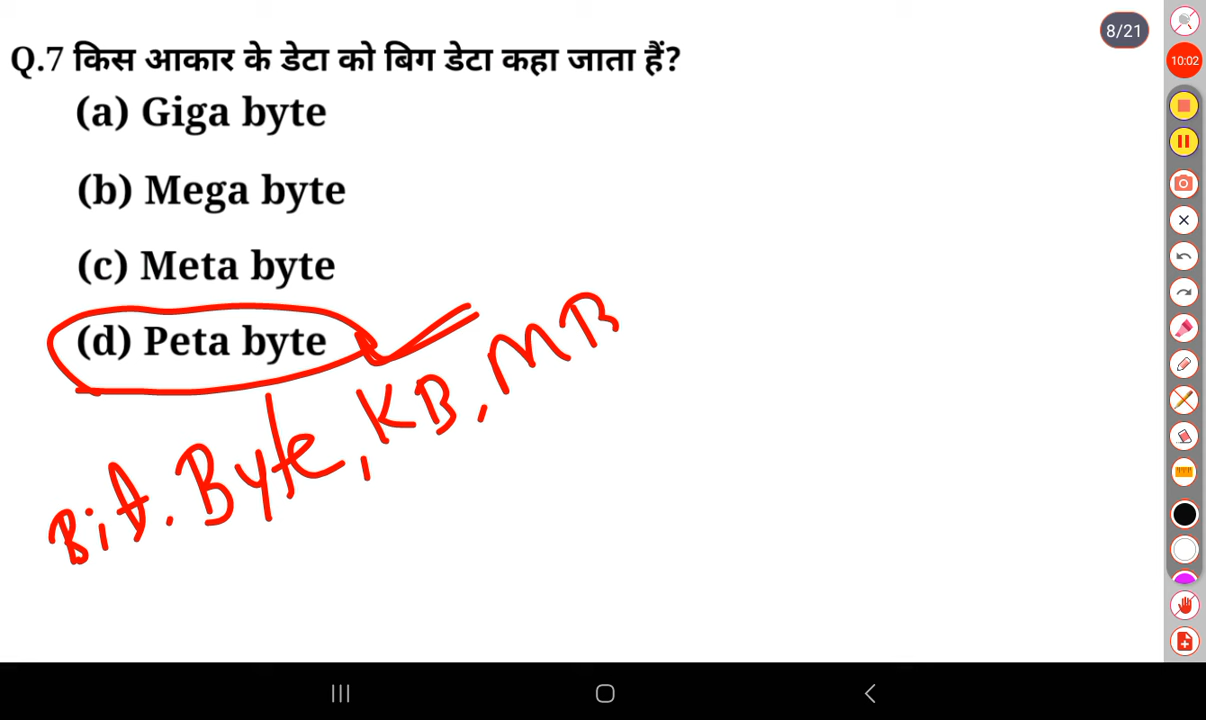 8/21
10:02
Q.7 किस आकार के डेटा को बिग डेटा कहा जाता हैं?
(a) Giga byte
(b) Mega byte
(c) Meta byte
(d) Peta byte
Bit. Byte, KB, MB